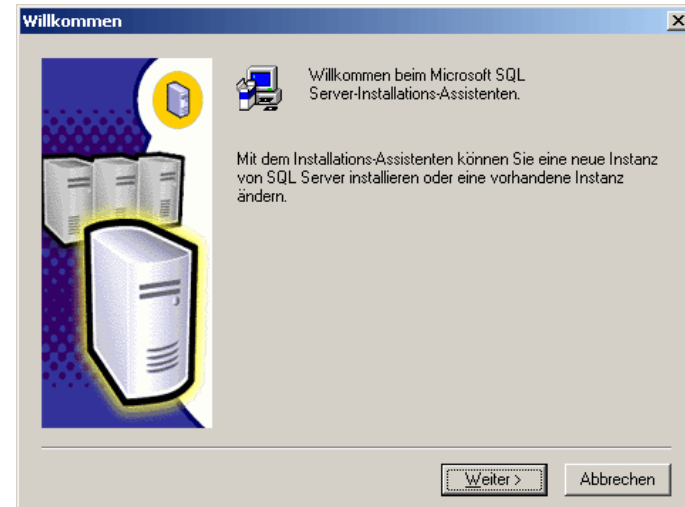 Willkommen
Willkommen beim Microsoft SQL
Server-Installations-Assistenten.
Mit dem Installations-Assistenten können Sie eine neue Instanz
von SQL Server installieren oder eine vorhandene Instanz
ändern.
Weiter >
Abbrechen